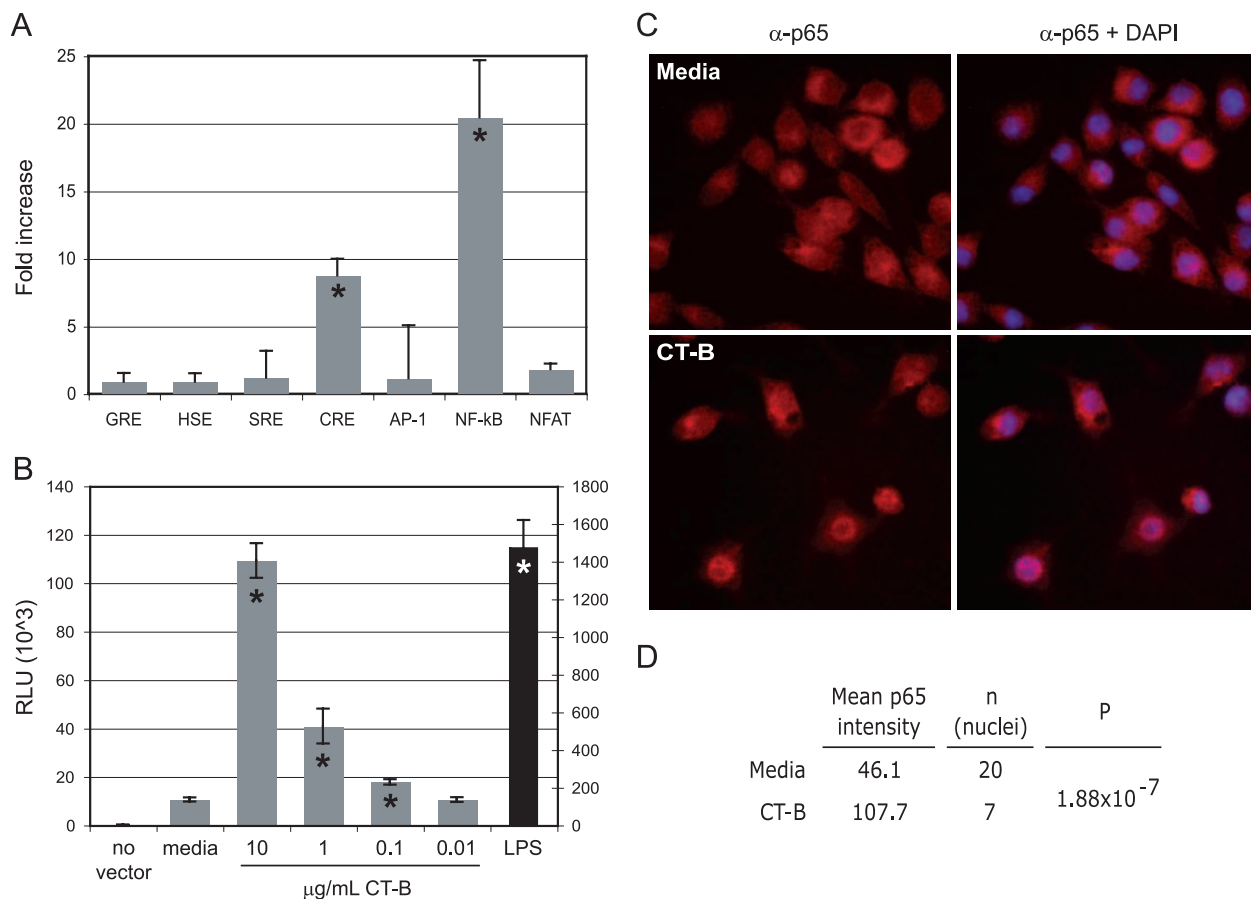 A
Fold increase
25
20
15
10
5
0
GRE HSE SRE CRE AP-1 NF-kB NFAT
* *
B
RLU (10^3)
140
120
100
80
60
40
20
0
1800
1600
1400
1200
1000
800
600
400
200
0
* * * *
no vector media 10 1 0.1 0.01 LPS
μg/mL CT-B
C
α-p65 α-p65 + DAPI
Media
CT-B
D
Mean p65 intensity n (nuclei) P
Media 46.1 20
CT-B 107.7 7
1.88x10^-7